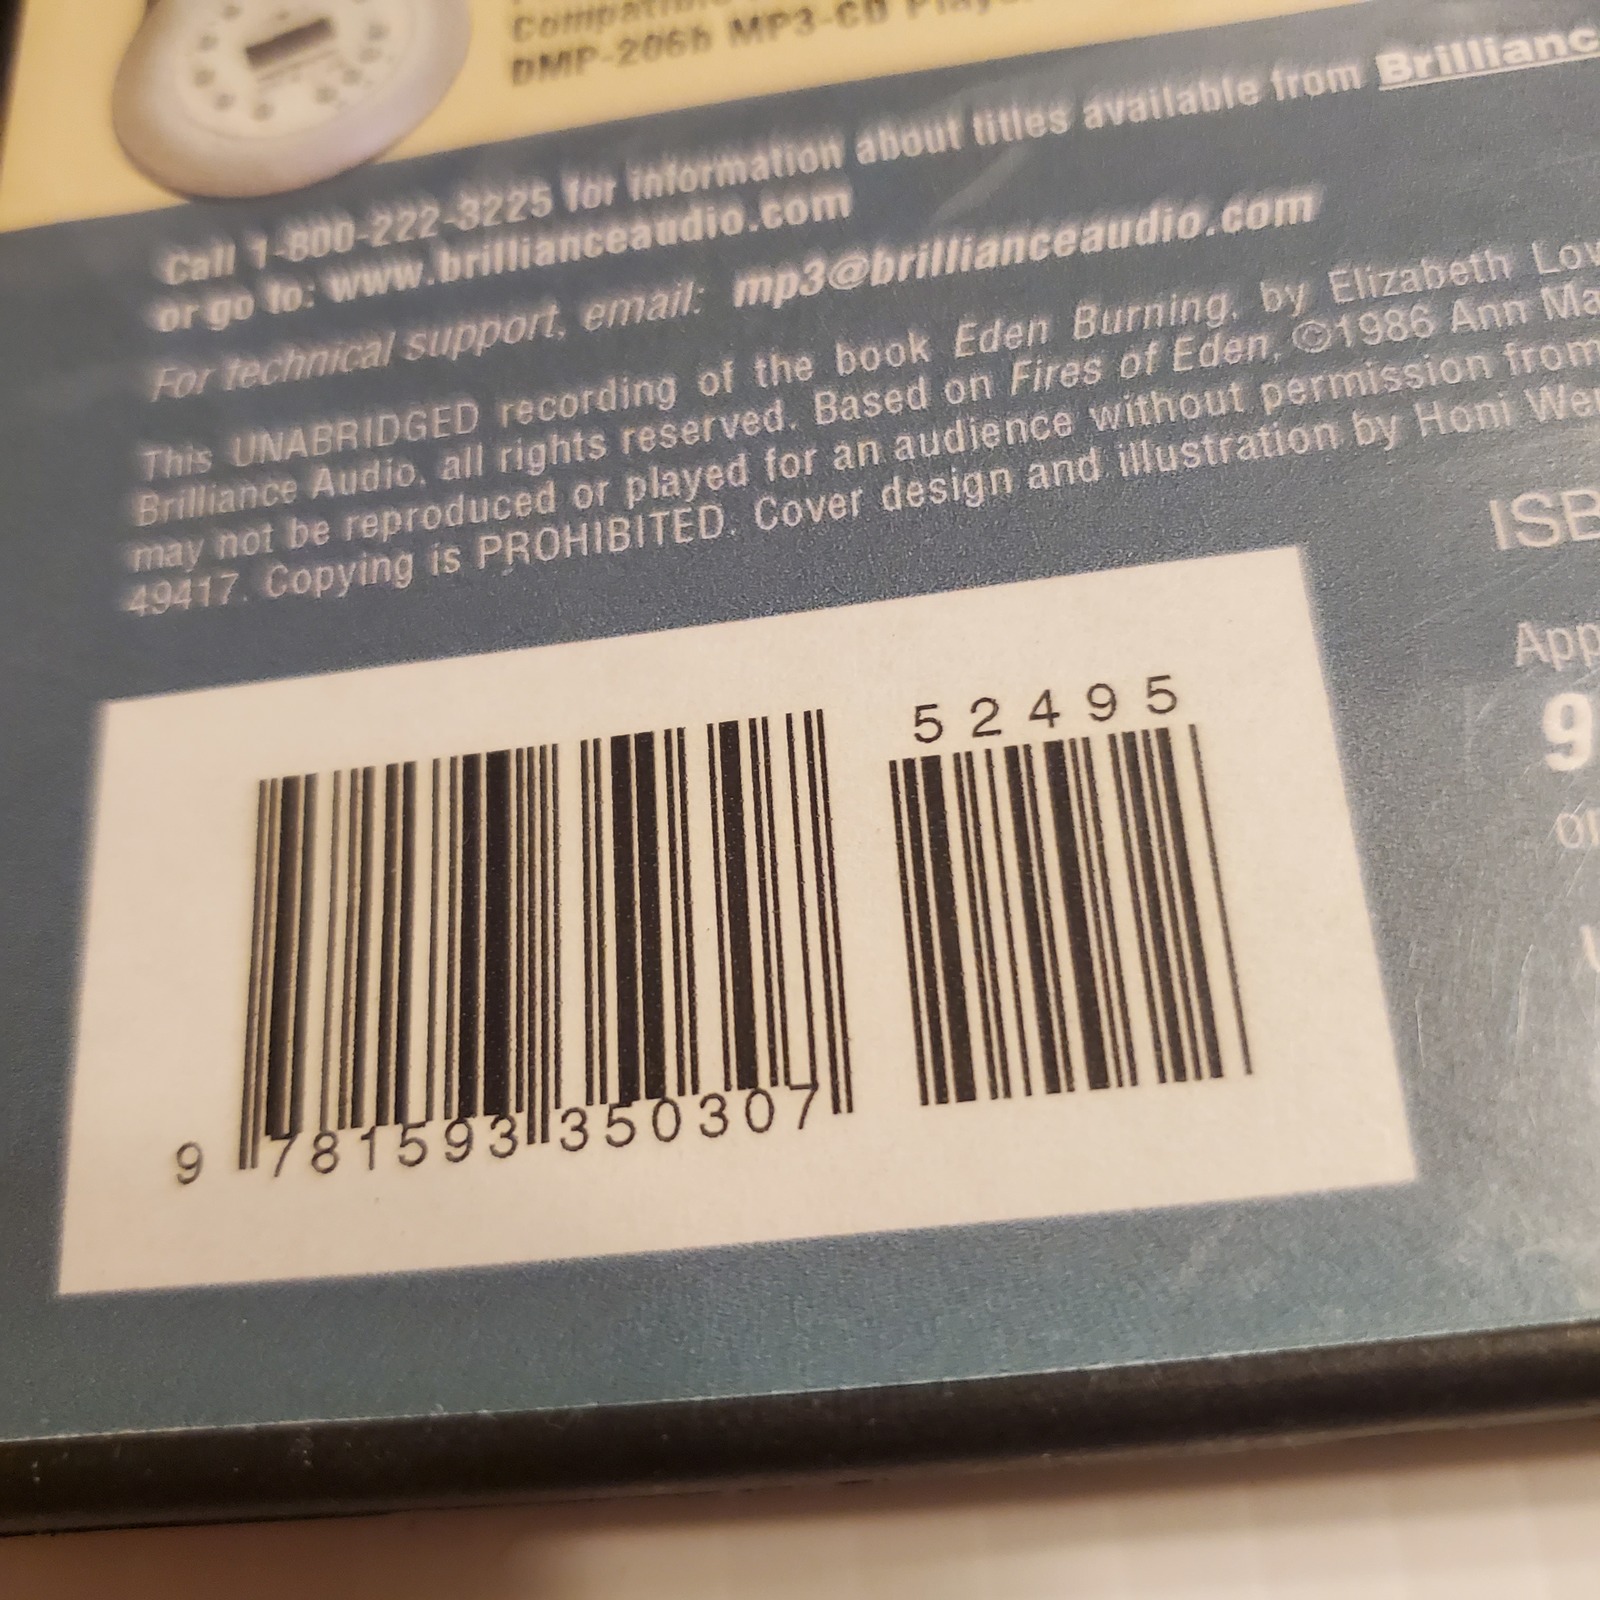 Compatible
DMP-206b MP3-CD
Call 1-800-222-3225 for information about titles available from Brillianc
or go to: www.brillianceaudio.com
For technical support, email: mp3@brillianceaudio.com
This UNABRIDGED recording of the book Eden Burning, by Elizabeth Low
Brilliance Audio, all rights reserved. Based on Fires of Eden, ©1986 Ann Ma
may not be reproduced or played for an audience without permission from
49417. Copying is PROHIBITED. Cover design and illustration by Honi Wer
ISB
App
9
52495
9 781593 350307